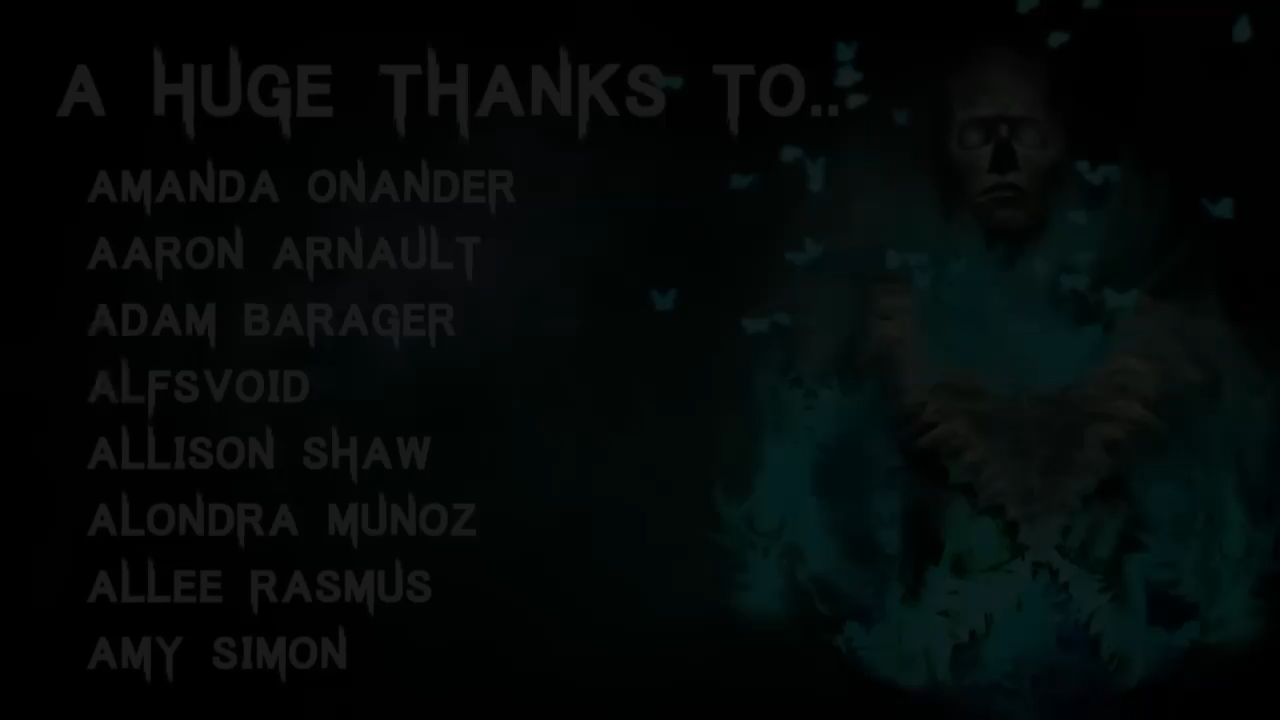 A HUGE THANKS TO..
AMANDA ONANDER
AARON ARNAULT
ADAM BARAGER
ALFSVOID
ALLISON SHAW
ALONDRA MUNOZ
ALLEE RASMUS
AMY SIMON